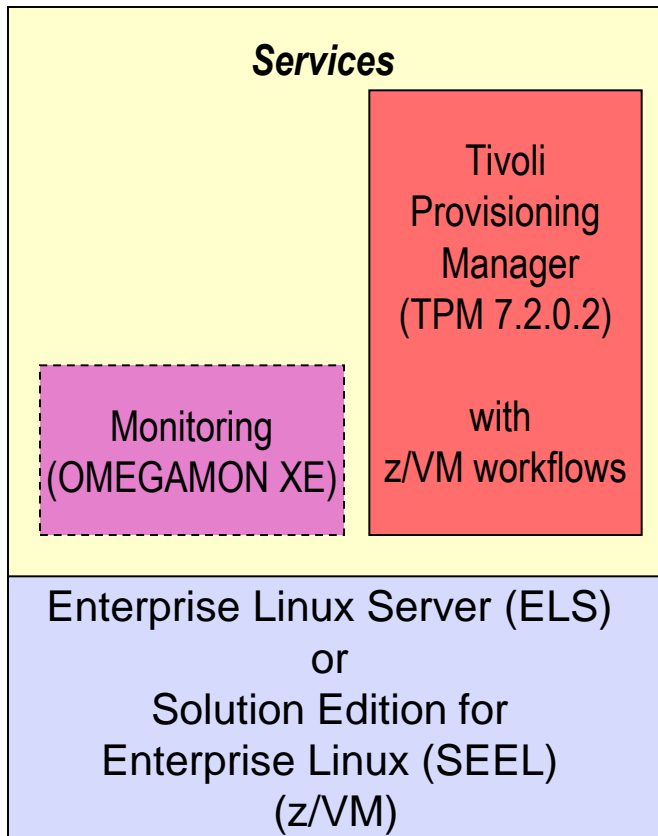 Services
Tivoli
Provisioning
Manager
(TPM 7.2.0.2)
with
z/VM workflows
Monitoring
(OMEGAMON XE)
Enterprise Linux Server (ELS)
or
Solution Edition for
Enterprise Linux (SEEL)
(z/VM)